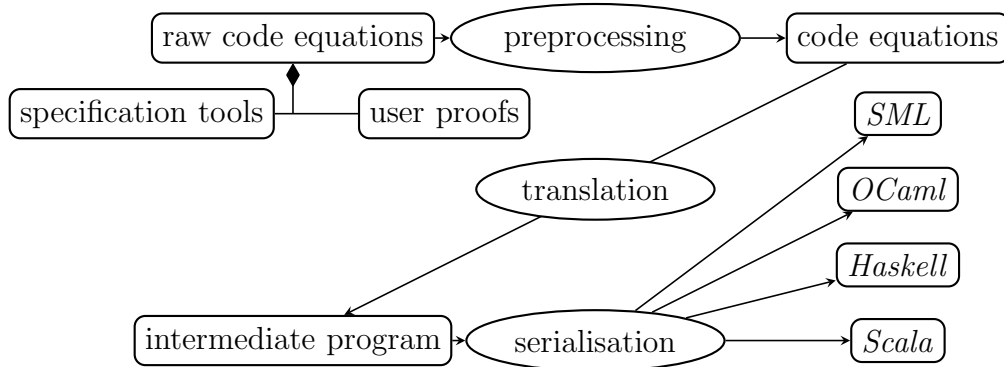 raw code equations
preprocessing
code equations
specification tools
user proofs
SML
translation
OCaml
Haskell
intermediate program
serialisation
Scala